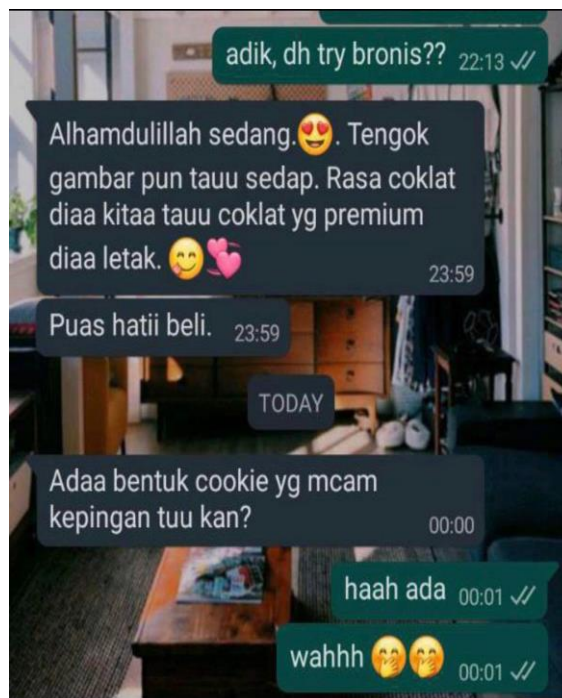 adik, dh try bronis?? 22:13
Alhamdulillah sedang.😍. Tengok
gambar pun tauu sedap. Rasa coklat
diaa kitaa tauu coklat yg premium
diaa letak. 😋💞
23:59
Puas hatii beli. 23:59
TODAY
Adaa bentuk cookie yg mcam
kepingan tuu kan? 00:00
haah ada 00:01
wahhh 🤭🤭 00:01